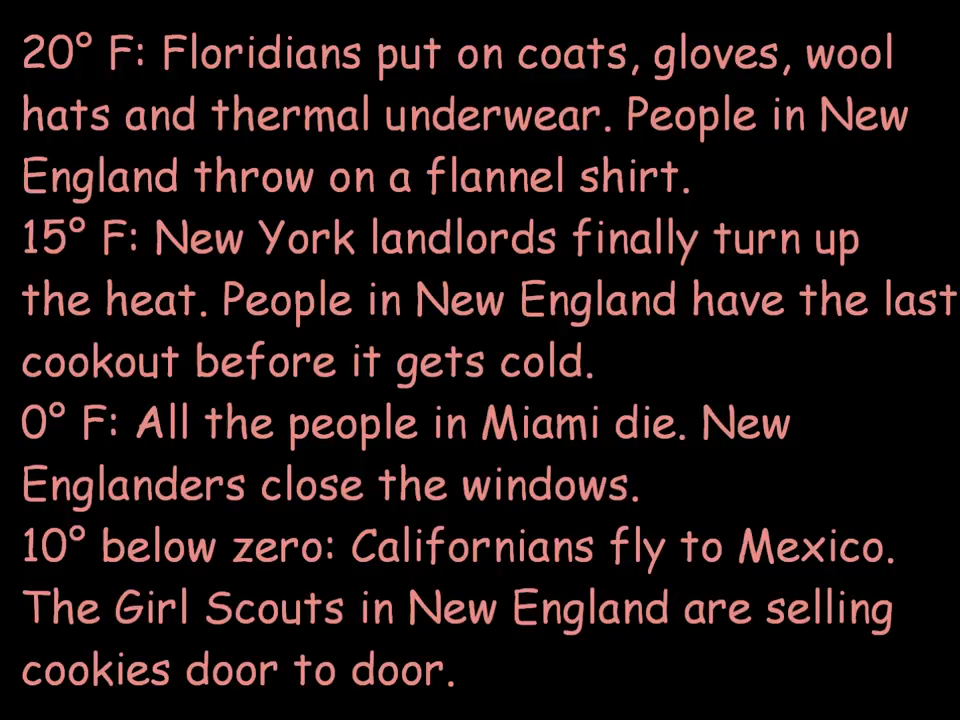 20° F: Floridians put on coats, gloves, wool
hats and thermal underwear. People in New
England throw on a flannel shirt.
15° F: New York landlords finally turn up
the heat. People in New England have the last
cookout before it gets cold.
0° F: All the people in Miami die. New
Englanders close the windows.
10° below zero: Californians fly to Mexico.
The Girl Scouts in New England are selling
cookies door to door.